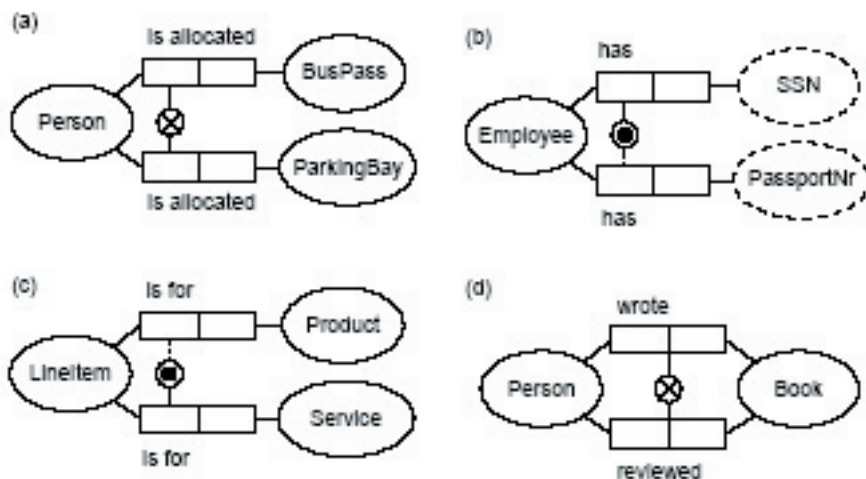 (a)
Is allocated
BusPass
Person
ParkingBay
Is allocated
(b)
has
SSN
Employee
PassportNr
has
(c)
Is for
Product
LineItem
Service
Is for
(d)
wrote
Person
Book
reviewed